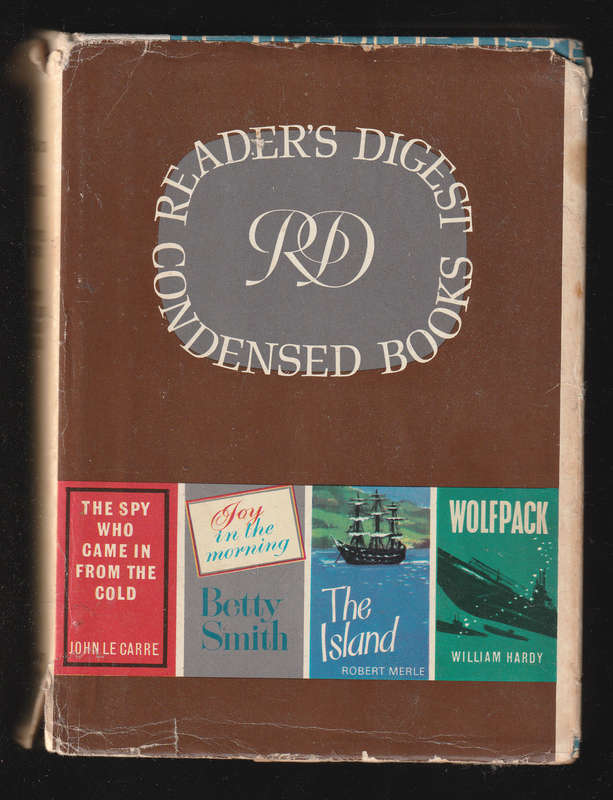 READER'S DIGEST
RD
CONDENSED BOOKS
THE SPY
WHO
CAME IN
FROM THE
COLD
JOHN LE CARRE
Joy
in the
morning
Betty
Smith
The
Island
ROBERT MERLE
WOLFPACK
WILLIAM HARDY